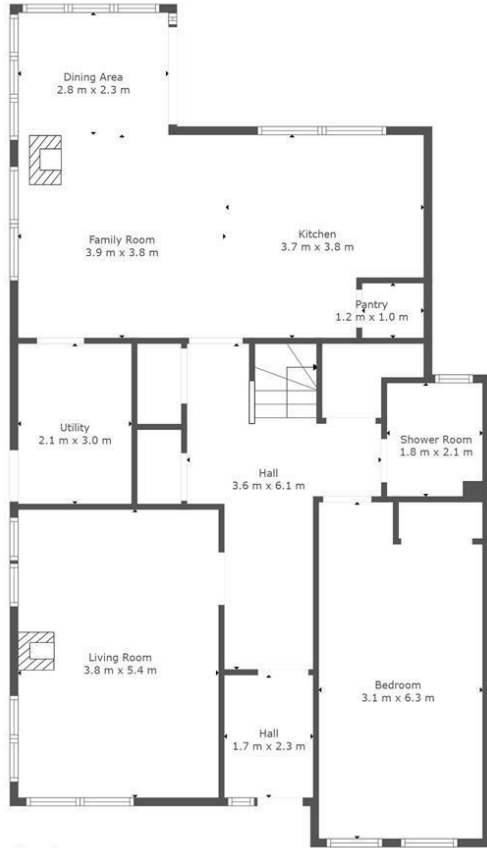 Dining Area
2.8 m x 2.3 m
Family Room
3.9 m x 3.8 m
Kitchen
3.7 m x 3.8 m
Pantry
1.2 m x 1.0 m
Utility
2.1 m x 3.0 m
Shower Room
1.8 m x 2.1 m
Hall
3.6 m x 6.1 m
Living Room
3.8 m x 5.4 m
Bedroom
3.1 m x 6.3 m
Hall
1.7 m x 2.3 m